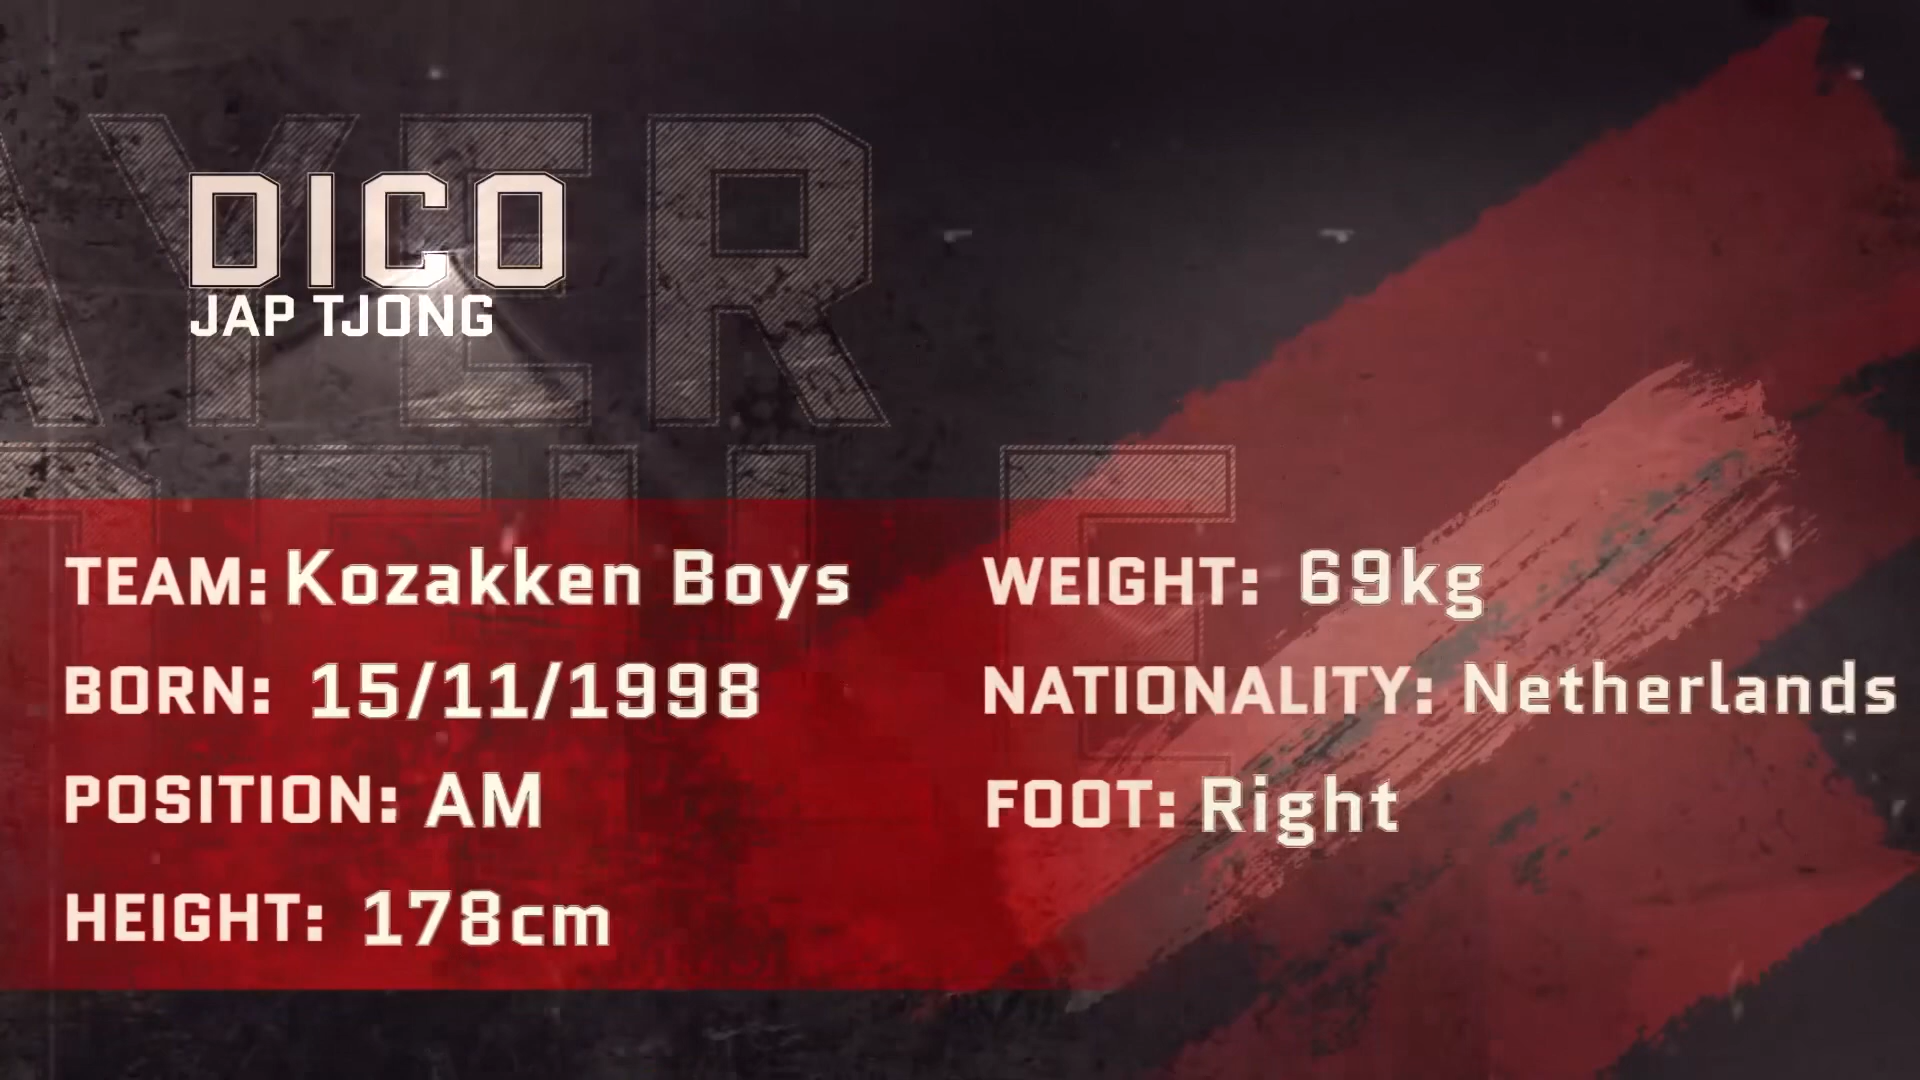 DICO
JAP TJONG
TEAM: Kozakken Boys
BORN: 15/11/1998
POSITION: AM
HEIGHT: 178cm
WEIGHT: 69kg
NATIONALITY: Netherlands
FOOT: Right